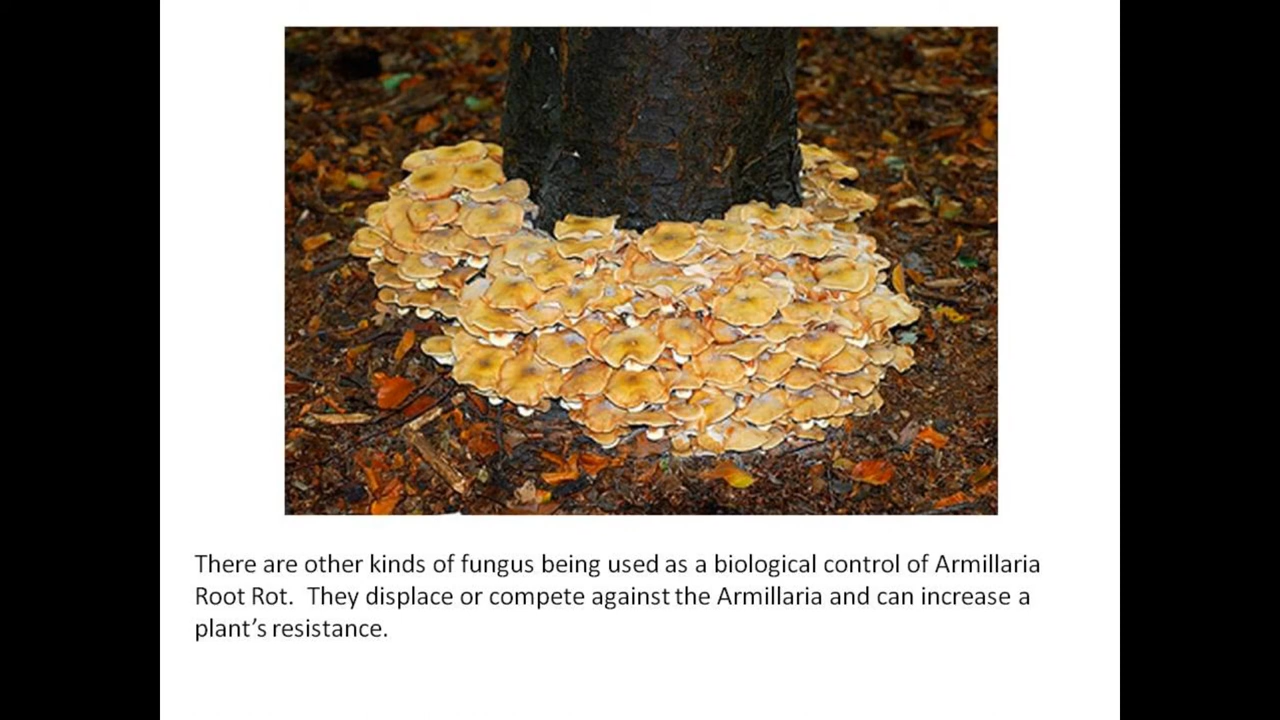 There are other kinds of fungus being used as a biological control of Armillaria
Root Rot.  They displace or compete against the Armillaria and can increase a
plant’s resistance.